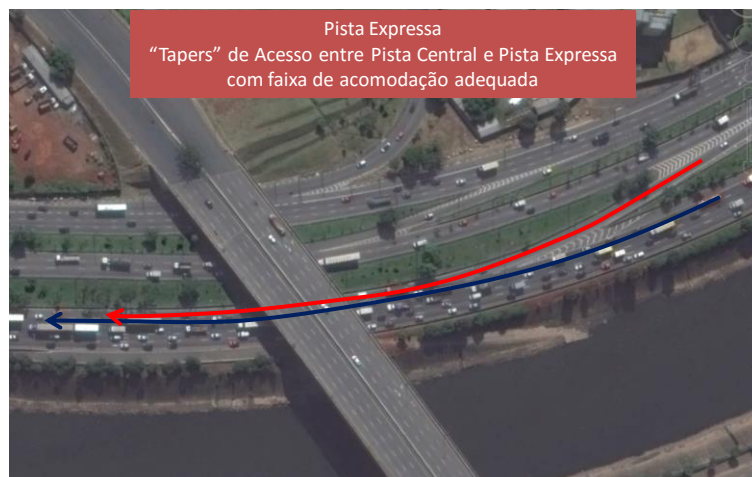 Pista Expressa
“Tapers” de Acesso entre Pista Central e Pista Expressa
com faixa de acomodação adequada